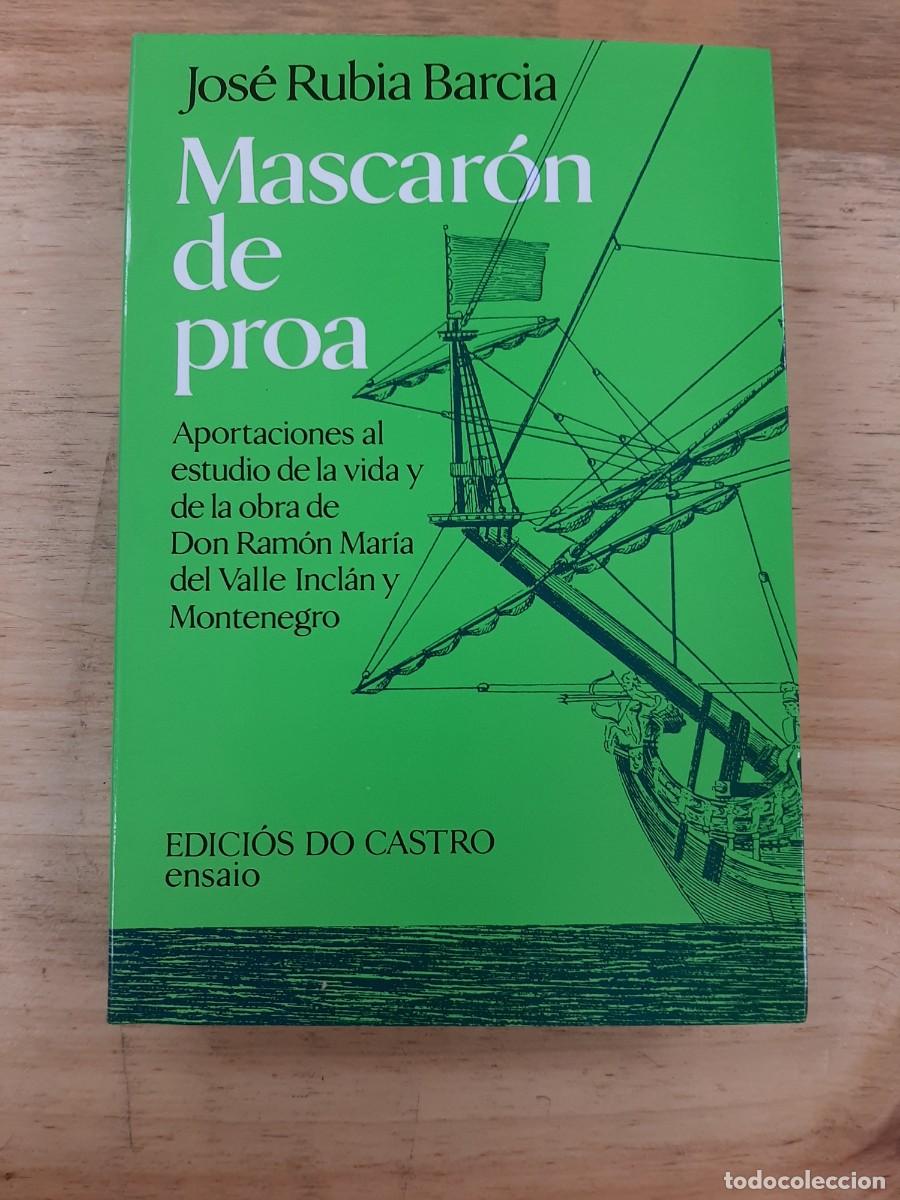 José Rubia Barcia
Mascarón
de
proa
Aportaciones al
estudio de la vida y
de la obra de
Don Ramón María
del Valle Inclán y
Montenegro
EDICIÓS DO CASTRO
ensaio
todocoleccion